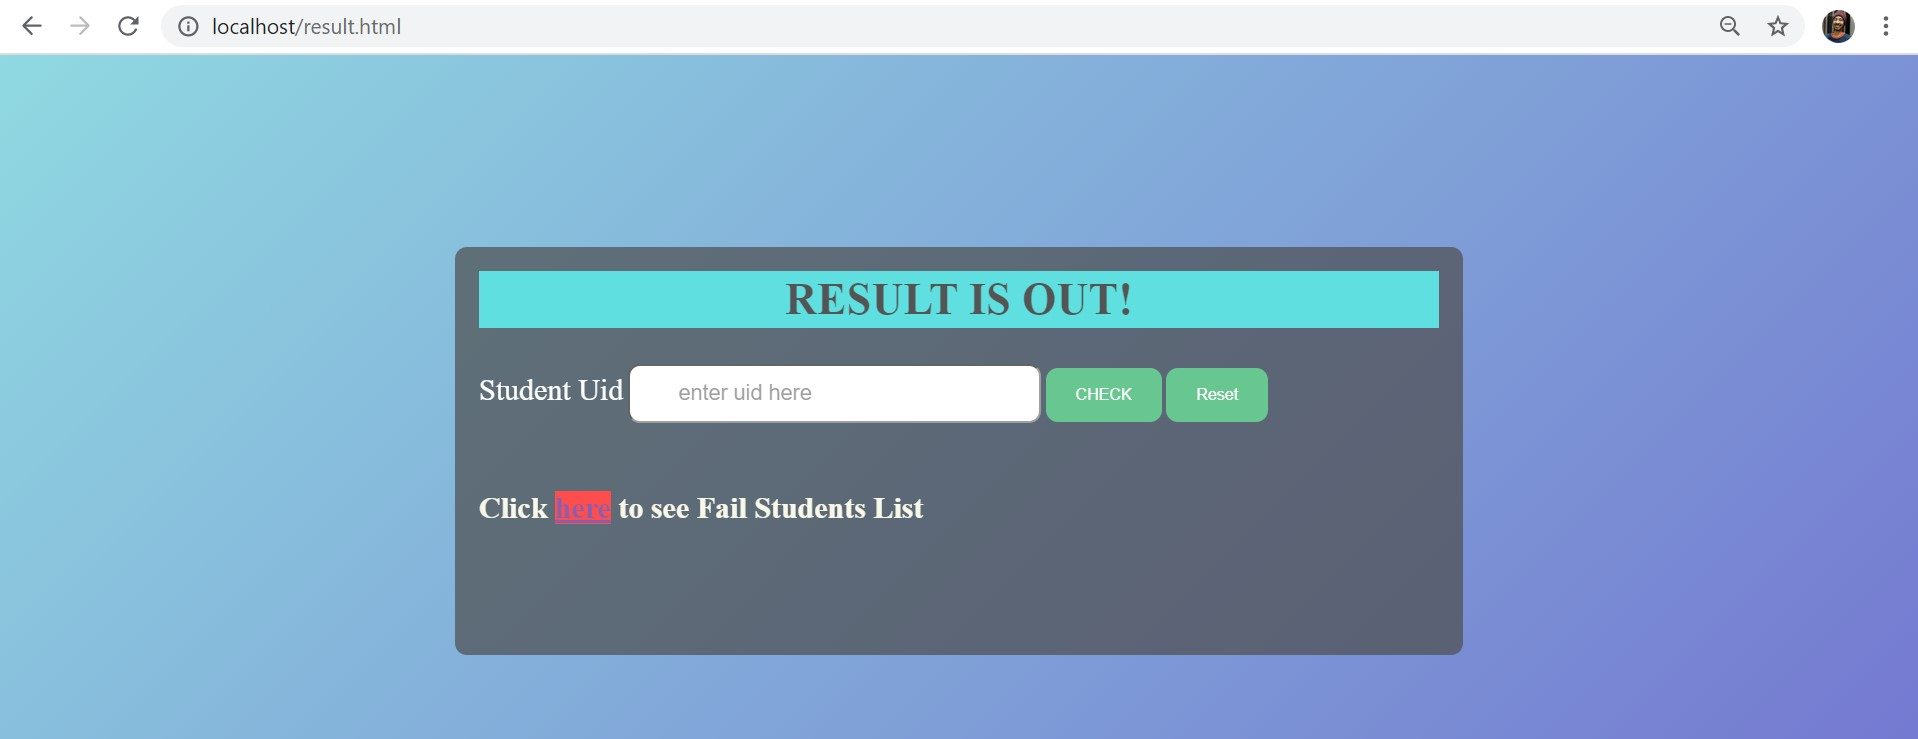 localhost/result.html
RESULT IS OUT!
Student Uid enter uid here CHECK Reset
Click here to see Fail Students List